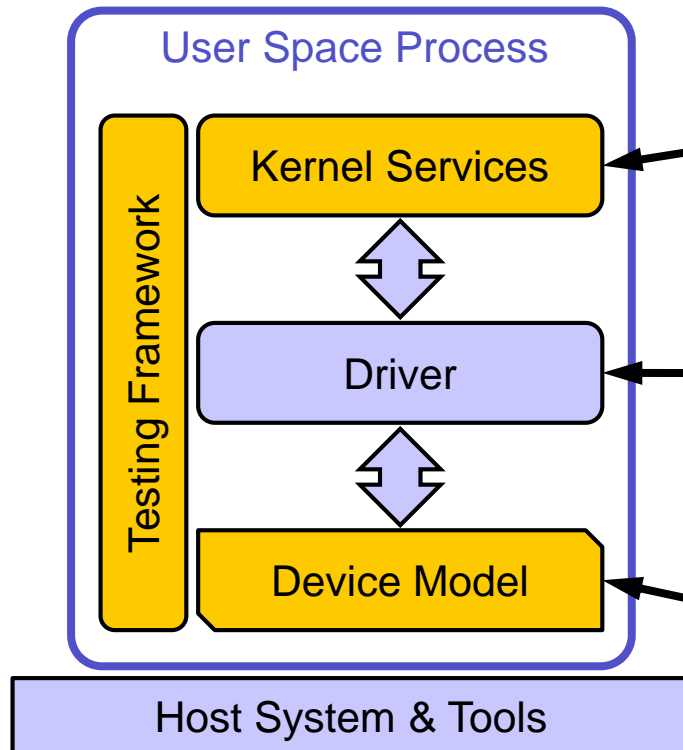 User Space Process
Kernel Services
Testing Framework
Driver
Device Model
Host System & Tools